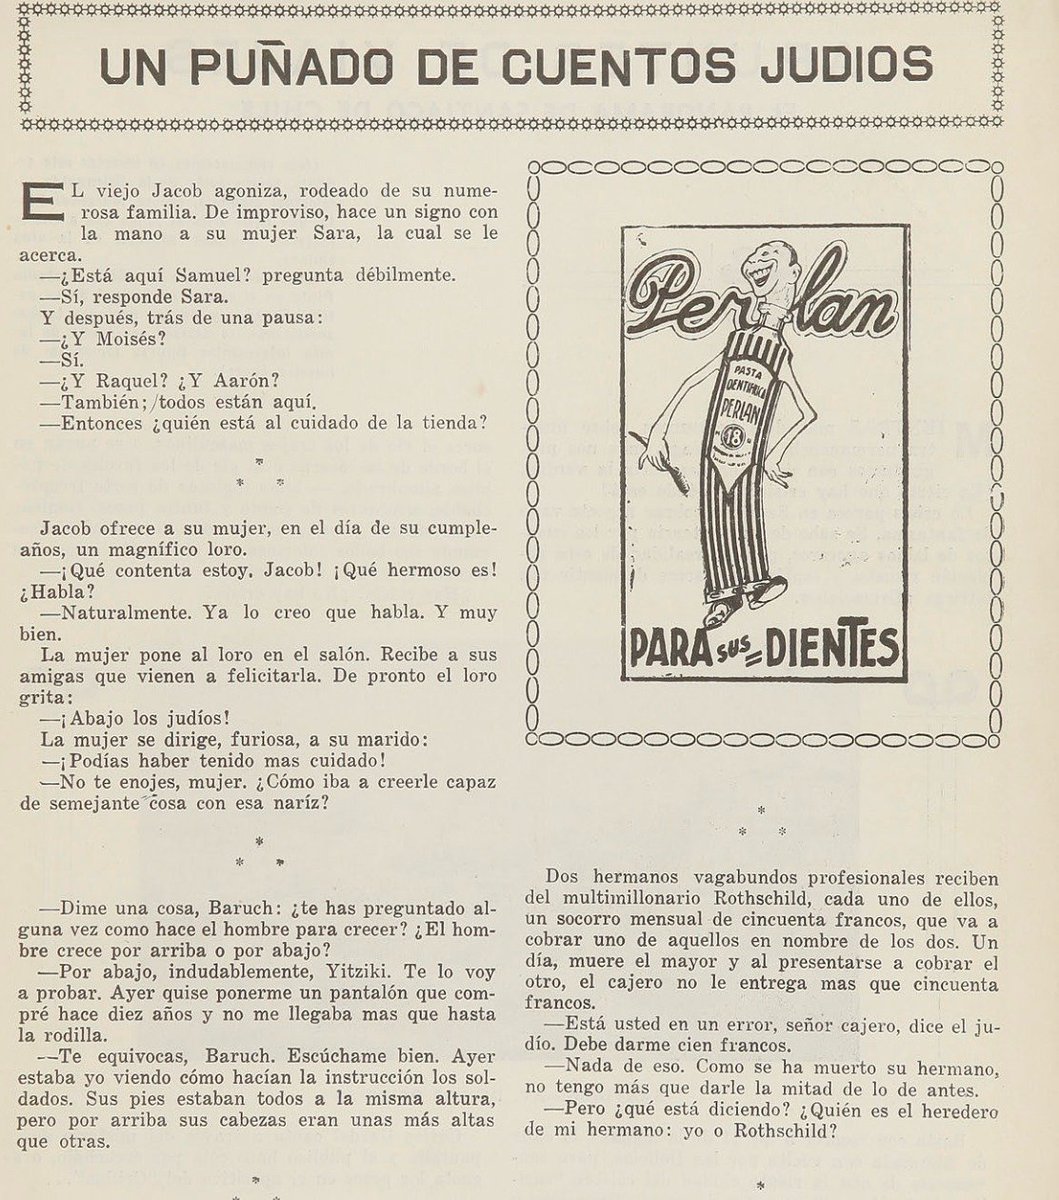 UN PUÑADO DE CUENTOS JUDIOS
EL viejo Jacob agoniza, rodeado de su nume-
rosa familia. De improviso, hace un signo con
la mano a su mujer Sara, la cual se le
acerca.
—¿Está aquí Samuel? pregunta débilmente.
—Sí, responde Sara.
Y después, trás de una pausa:
—¿Y Moisés?
—Sí.
—¿Y Raquel? ¿Y Aarón?
—También; todos están aquí.
—Entonces ¿quién está al cuidado de la tienda?
*
* *
Jacob ofrece a su mujer, en el día de su cumple-
años, un magnífico loro.
—¡Qué contenta estoy, Jacob! ¡Qué hermoso es!
¿Habla?
—Naturalmente. Ya lo creo que habla. Y muy
bien.
La mujer pone al loro en el salón. Recibe a sus
amigas que vienen a felicitarla. De pronto el loro
grita:
—¡Abajo los judíos!
La mujer se dirige, furiosa, a su marido:
—¡Podías haber tenido mas cuidado!
—No te enojes, mujer. ¿Cómo iba a creerle capaz
de semejante cosa con esa naríz?
*
* *
—Dime una cosa, Baruch: ¿te has preguntado al-
guna vez como hace el hombre para crecer? ¿El hom-
bre crece por arriba o por abajo?
—Por abajo, indudablemente, Yitziki. Te lo voy
a probar. Ayer quise ponerme un pantalón que com-
pré hace diez años y no me llegaba mas que hasta
la rodilla.
—Te equivocas, Baruch. Escúchame bien. Ayer
estaba yo viendo cómo hacían la instrucción los sol-
dados. Sus pies estaban todos a la misma altura,
pero por arriba sus cabezas eran unas más altas
que otras.
*
* *
Perlan
PASTA
DENTIFRICA
PERLAN
18
PARA sus DIENTES
*
* *
Dos hermanos vagabundos profesionales reciben
del multimillonario Rothschild, cada uno de ellos,
un socorro mensual de cincuenta francos, que va a
cobrar uno de aquellos en nombre de los dos. Un
día, muere el mayor y al presentarse a cobrar el
otro, el cajero no le entrega mas que cincuenta
francos.
—Está usted en un error, señor cajero, dice el ju-
dío. Debe darme cien francos.
—Nada de eso. Como se ha muerto su hermano,
no tengo más que darle la mitad de lo de antes.
—Pero ¿qué está diciendo? ¿Quién es el heredero
de mi hermano: yo o Rothschild?
*